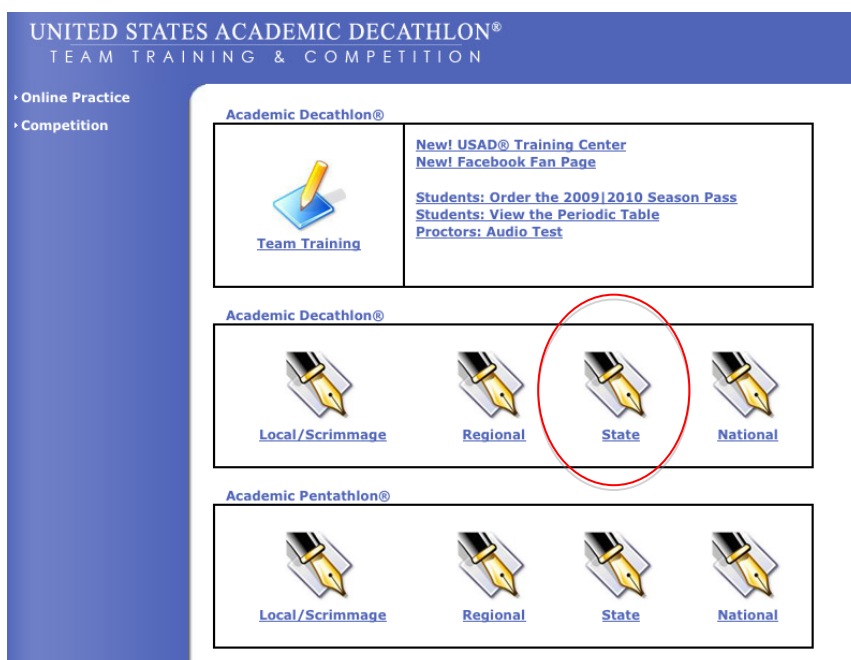 UNITED STATES ACADEMIC DECATHLON®
TEAM TRAINING & COMPETITION
Online Practice
Competition
Academic Decathlon®
Team Training
New! USAD® Training Center
New! Facebook Fan Page
Students: Order the 2009|2010 Season Pass
Students: View the Periodic Table
Proctors: Audio Test
Academic Decathlon®
Local/Scrimmage Regional State National
Academic Pentathlon®
Local/Scrimmage Regional State National